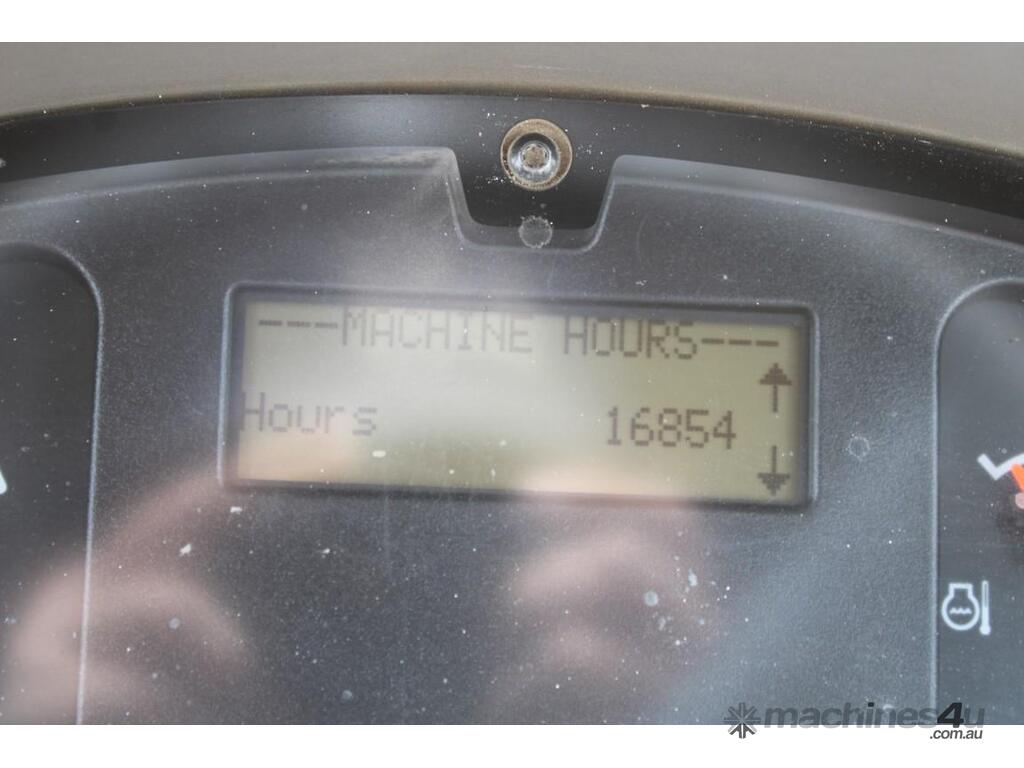 ----MACHINE HOURS---
Hours 16854
machines4u
.com.au